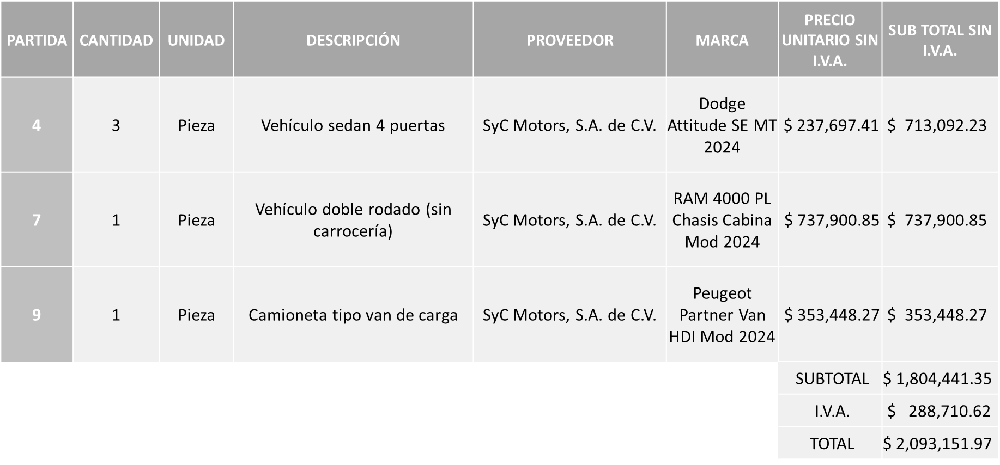 PARTIDA CANTIDAD UNIDAD DESCRIPCIÓN PROVEEDOR MARCA PRECIO UNITARIO SIN I.V.A. SUB TOTAL SIN I.V.A.
4 3 Pieza Vehículo sedan 4 puertas SyC Motors, S.A. de C.V. Dodge Attitude SE MT 2024 $ 237,697.41 $ 713,092.23
7 1 Pieza Vehículo doble rodado (sin carrocería) SyC Motors, S.A. de C.V. RAM 4000 PL Chasis Cabina Mod 2024 $ 737,900.85 $ 737,900.85
9 1 Pieza Camioneta tipo van de carga SyC Motors, S.A. de C.V. Peugeot Partner Van HDI Mod 2024 $ 353,448.27 $ 353,448.27
SUBTOTAL $ 1,804,441.35
I.V.A. $ 288,710.62
TOTAL $ 2,093,151.97